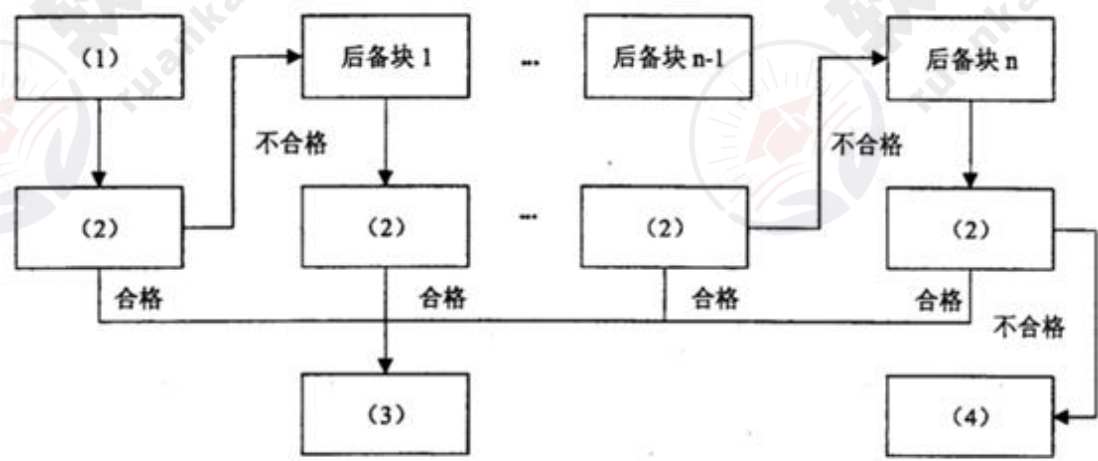 (1)
后备块 1
...
后备块 n-1
后备块 n
不合格
不合格
(2)
(2)
...
(2)
(2)
合格
合格
合格
合格
不合格
(3)
(4)